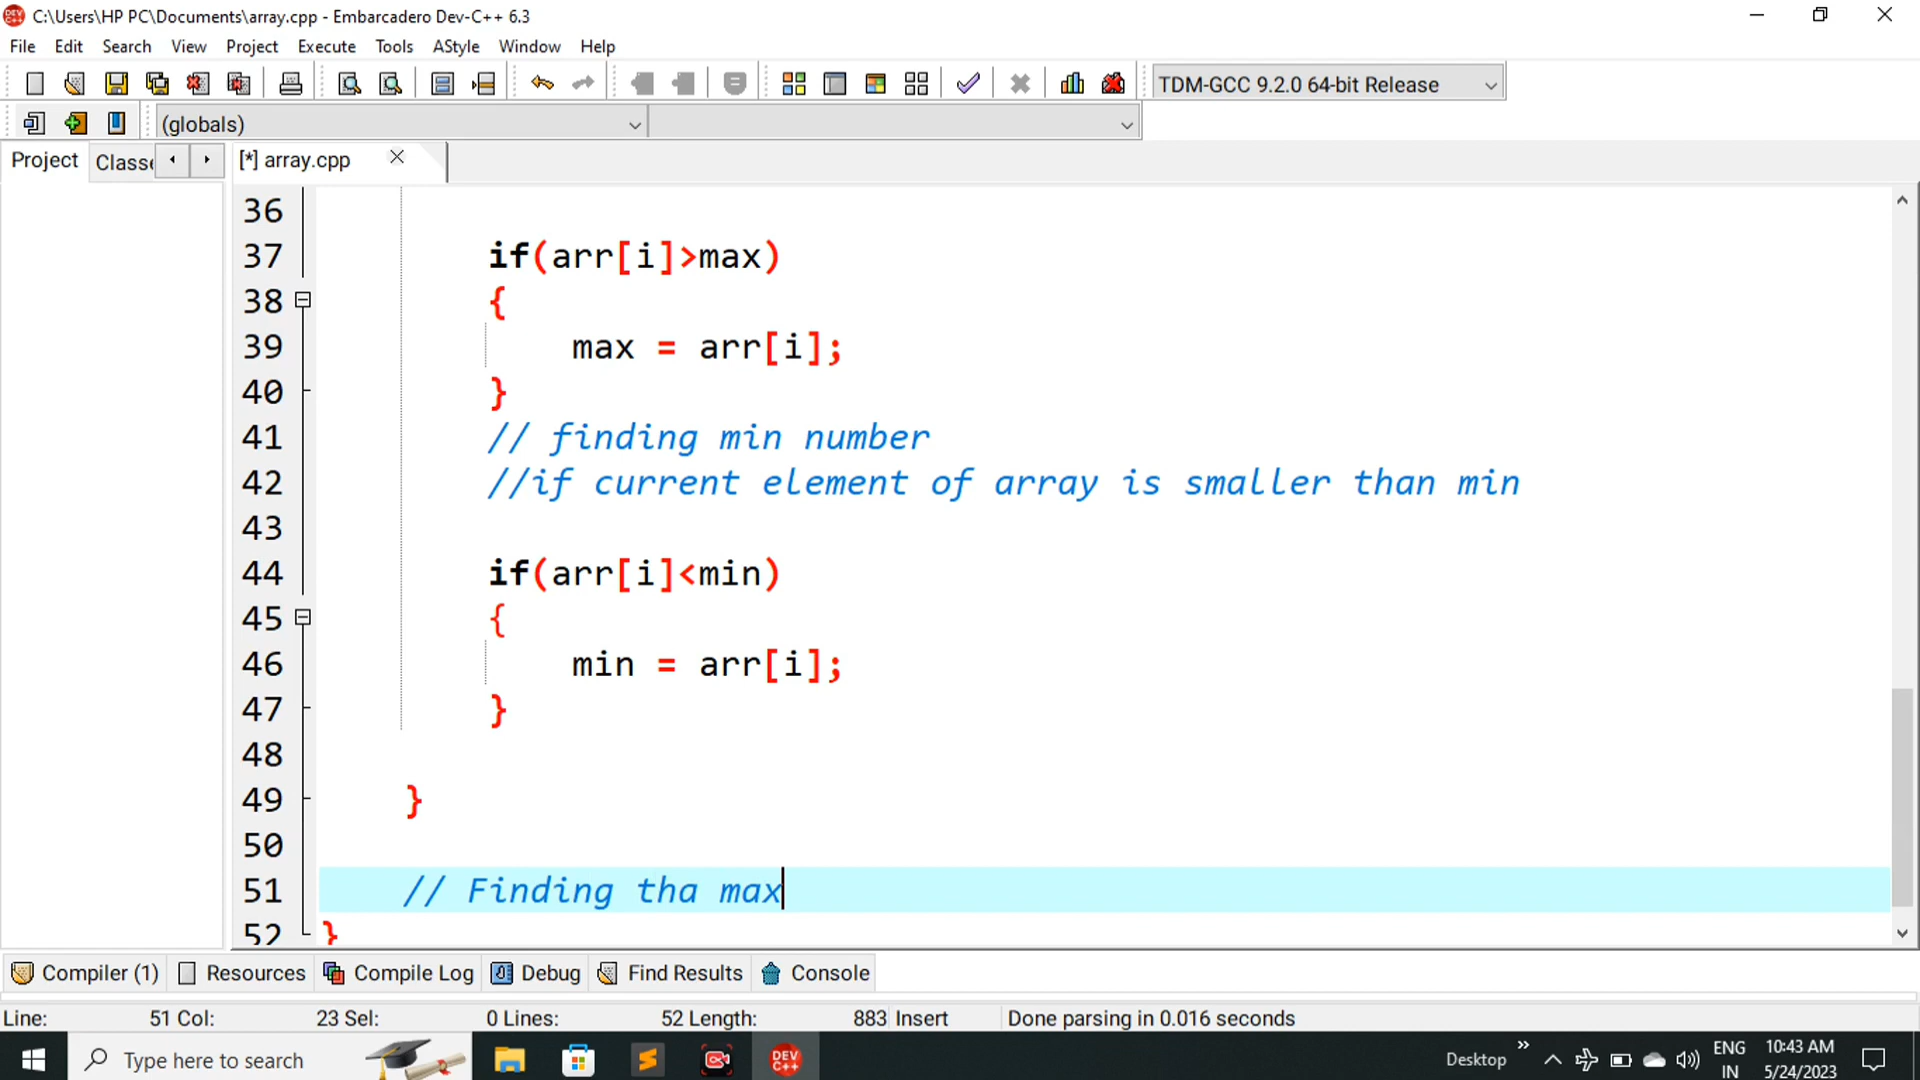 C:\Users\HP PC\Documents\array.cpp - Embarcadero Dev-C++ 6.3
File Edit Search View Project Execute Tools AStyle Window Help
TDM-GCC 9.2.0 64-bit Release
(globals)
Project Classe [*] array.cpp
36
37 if(arr[i]>max)
38 {
39 max = arr[i];
40 }
41 // finding min number
42 //if current element of array is smaller than min
43
44 if(arr[i]<min)
45 {
46 min = arr[i];
47 }
48
49 }
50
51 // Finding tha max
52 }
Compiler (1) Resources Compile Log Debug Find Results Console
Line: 51 Col: 23 Sel: 0 Lines: 52 Length: 883 Insert Done parsing in 0.016 seconds
Type here to search DEV C++ Desktop » ENG 10:43 AM
IN 5/24/2023